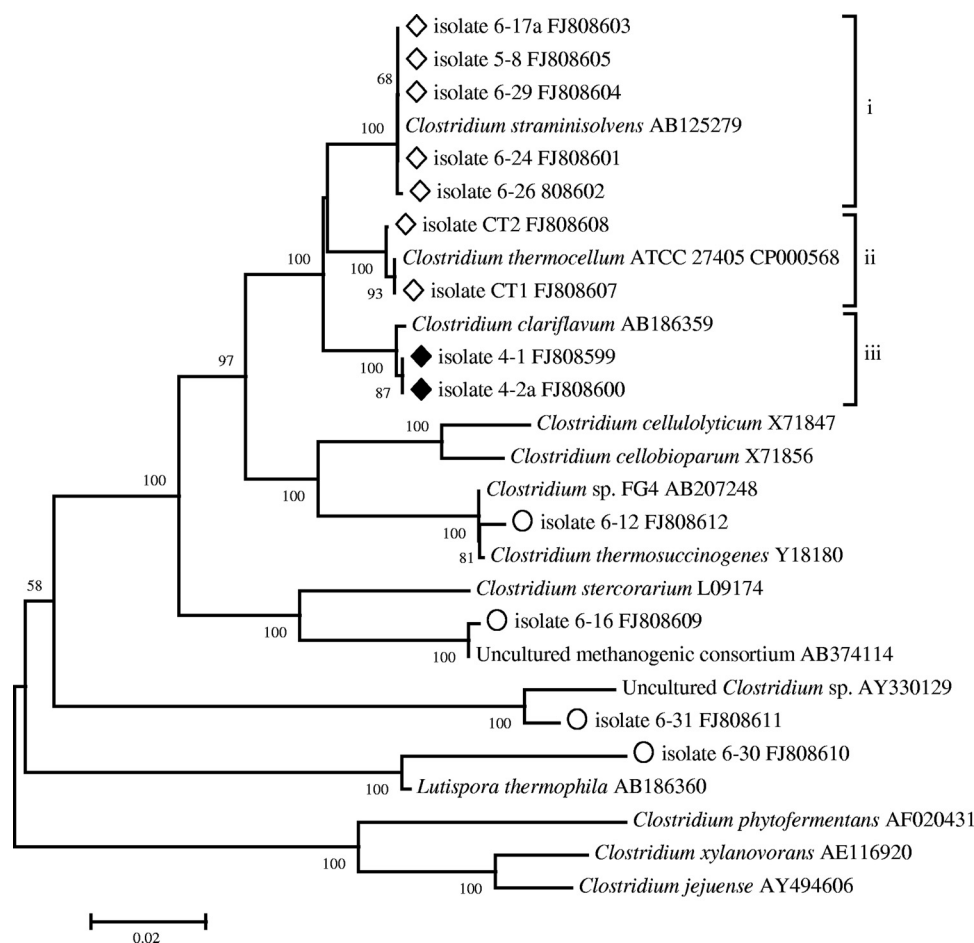 isolate 6-17a FJ808603
isolate 5-8 FJ808605
68
isolate 6-29 FJ808604
i
100
Clostridium straminisolvens AB125279
isolate 6-24 FJ808601
isolate 6-26 808602
isolate CT2 FJ808608
100
100
Clostridium thermocellum ATCC 27405 CP000568
ii
93
isolate CT1 FJ808607
Clostridium clariflavum AB186359
97
100
isolate 4-1 FJ808599
iii
87
isolate 4-2a FJ808600
100
Clostridium cellulolyticum X71847
Clostridium cellobioparum X71856
100
100
Clostridium sp. FG4 AB207248
100
isolate 6-12 FJ808612
81
Clostridium thermosuccinogenes Y18180
58
Clostridium stercorarium L09174
100
isolate 6-16 FJ808609
100
Uncultured methanogenic consortium AB374114
Uncultured Clostridium sp. AY330129
100
isolate 6-31 FJ808611
isolate 6-30 FJ808610
100
Lutispora thermophila AB186360
Clostridium phytofermentans AF020431
100
Clostridium xylanovorans AE116920
100
Clostridium jejuense AY494606
0.02